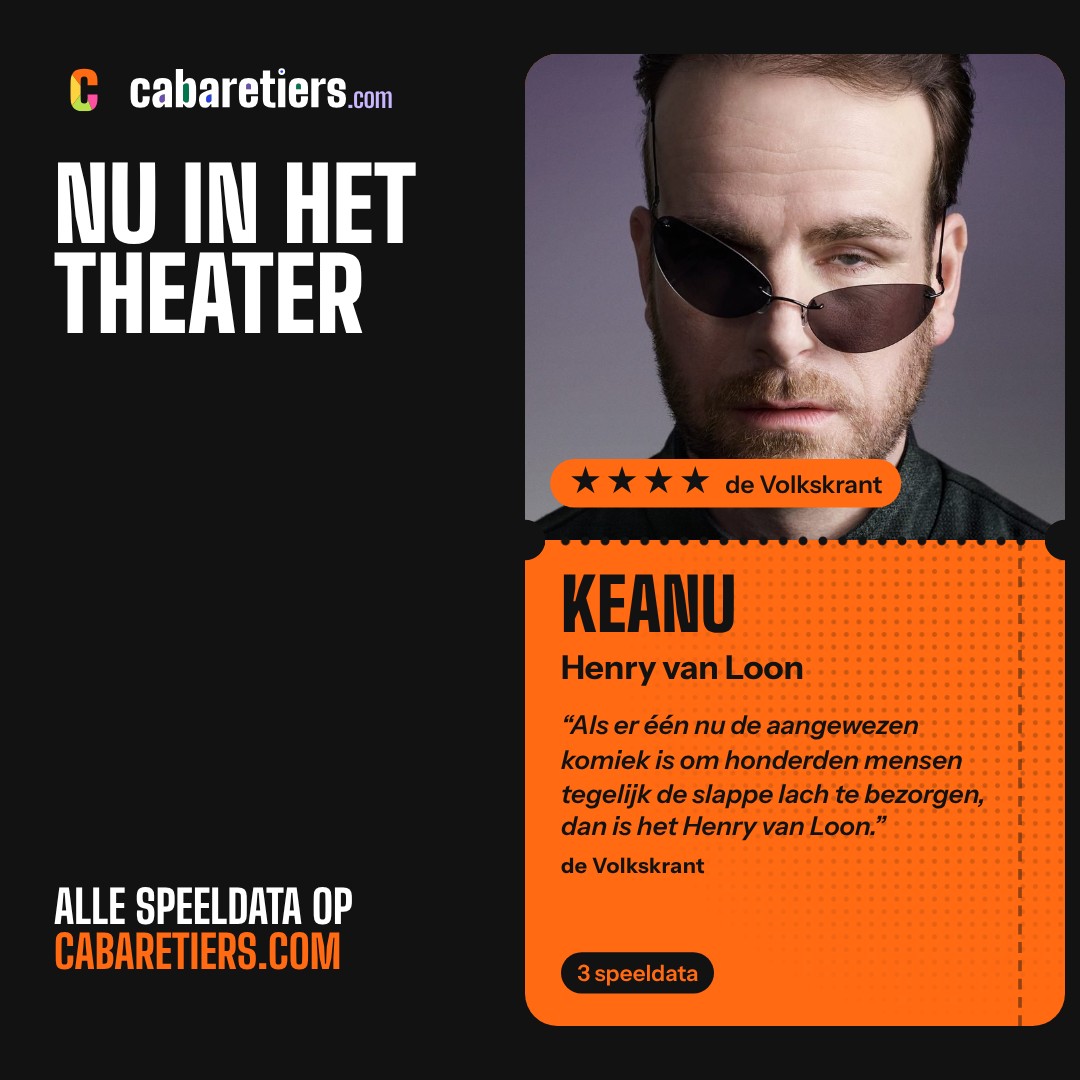 cabaretiers.com
NU IN HET
THEATER
★★★★ de Volkskrant
KEANU
Henry van Loon
“Als er één nu de aangewezen
komiek is om honderden mensen
tegelijk de slappe lach te bezorgen,
dan is het Henry van Loon.”
de Volkskrant
3 speeldata
ALLE SPEELDATA OP
CABARETIERS.COM